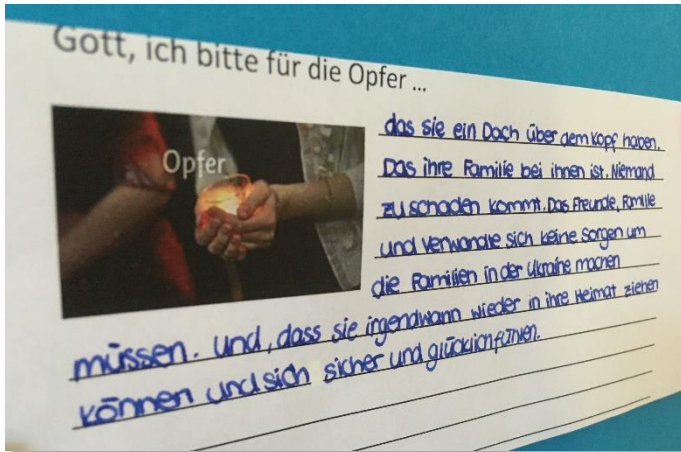 Gott, ich bitte für die Opfer ...
Opfer
das sie ein Dach über dem Kopf haben.
Das ihre Familie bei ihnen ist. Niemand
zu schaden kommt. Das Freunde, Familie
und Verwandte sich keine Sorgen um
die Familien in der Ukraine machen
müssen. und, dass sie irgendwann wieder in ihre Heimat ziehen
können und sich sicher und glücklich fühlen.